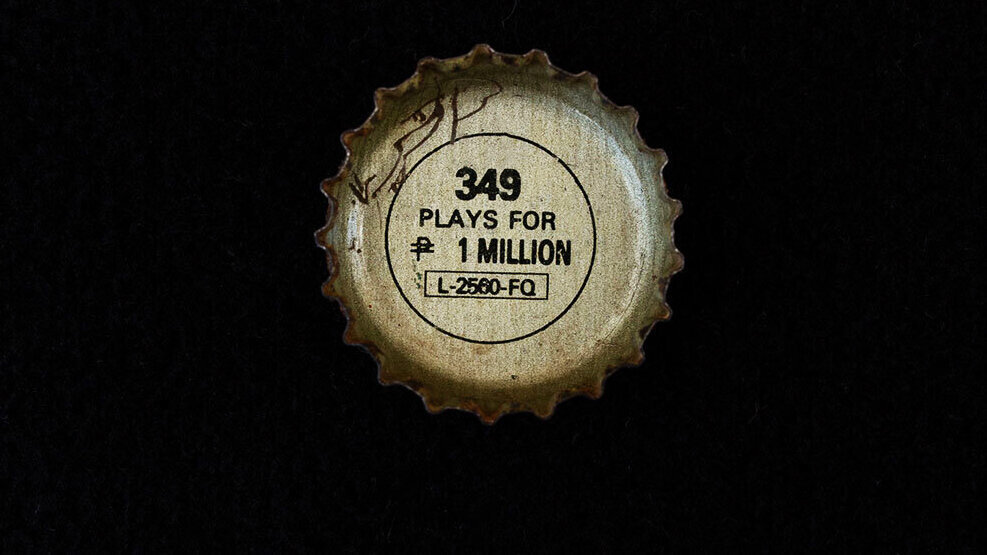 349
PLAYS FOR
₱ 1 MILLION
L-2560-FQ